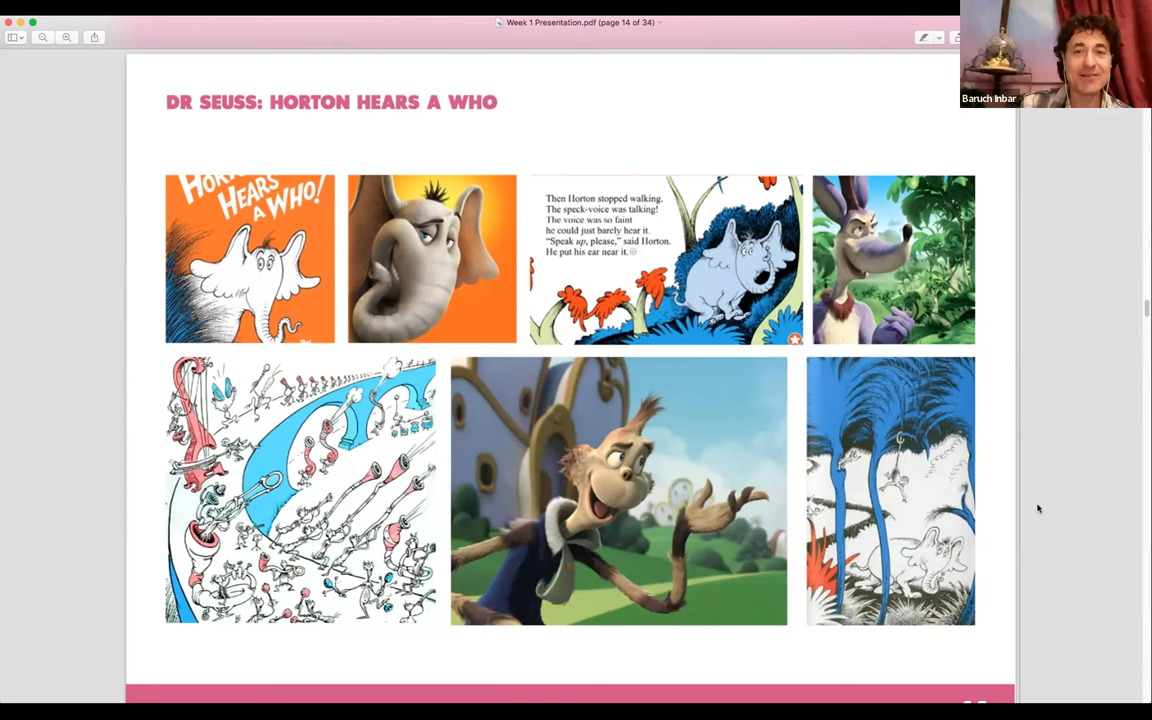 Week 1 Presentation.pdf (page 14 of 34)
Baruch Inbar
DR SEUSS: HORTON HEARS A WHO
HEARS
A WHO!
Then Horton stopped walking.
The speck-voice was talking!
The voice was so faint
he could just barely hear it.
"Speak up, please," said Horton.
He put his ear near it.